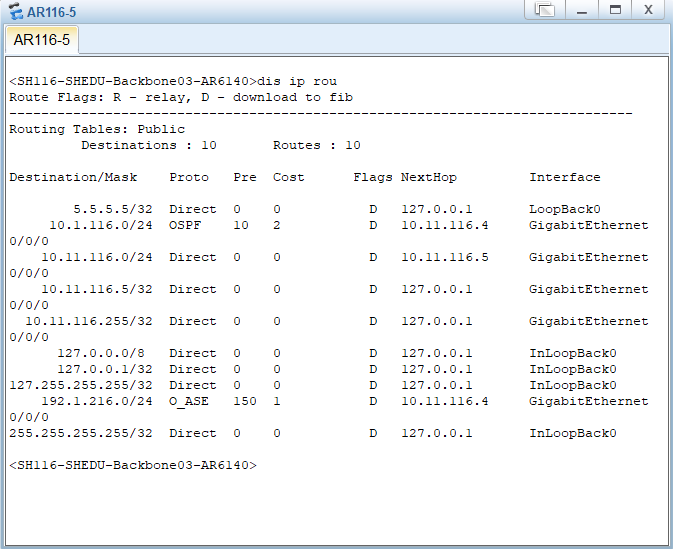 AR116-5
AR116-5
<SH116-SHEDU-Backbone03-AR6140>dis ip rou
Route Flags: R - relay, D - download to fib
------------------------------------------------------------------------------
Routing Tables: Public
         Destinations : 10       Routes : 10

Destination/Mask    Proto   Pre  Cost      Flags NextHop         Interface

        5.5.5.5/32  Direct  0    0           D   127.0.0.1       LoopBack0
     10.1.116.0/24  OSPF    10   2           D   10.11.116.4     GigabitEthernet
0/0/0
    10.11.116.0/24  Direct  0    0           D   10.11.116.5     GigabitEthernet
0/0/0
    10.11.116.5/32  Direct  0    0           D   127.0.0.1       GigabitEthernet
0/0/0
  10.11.116.255/32  Direct  0    0           D   127.0.0.1       GigabitEthernet
0/0/0
      127.0.0.0/8   Direct  0    0           D   127.0.0.1       InLoopBack0
      127.0.0.1/32  Direct  0    0           D   127.0.0.1       InLoopBack0
127.255.255.255/32  Direct  0    0           D   127.0.0.1       InLoopBack0
    192.1.216.0/24  O_ASE   150  1           D   10.11.116.4     GigabitEthernet
0/0/0
255.255.255.255/32  Direct  0    0           D   127.0.0.1       InLoopBack0

<SH116-SHEDU-Backbone03-AR6140>